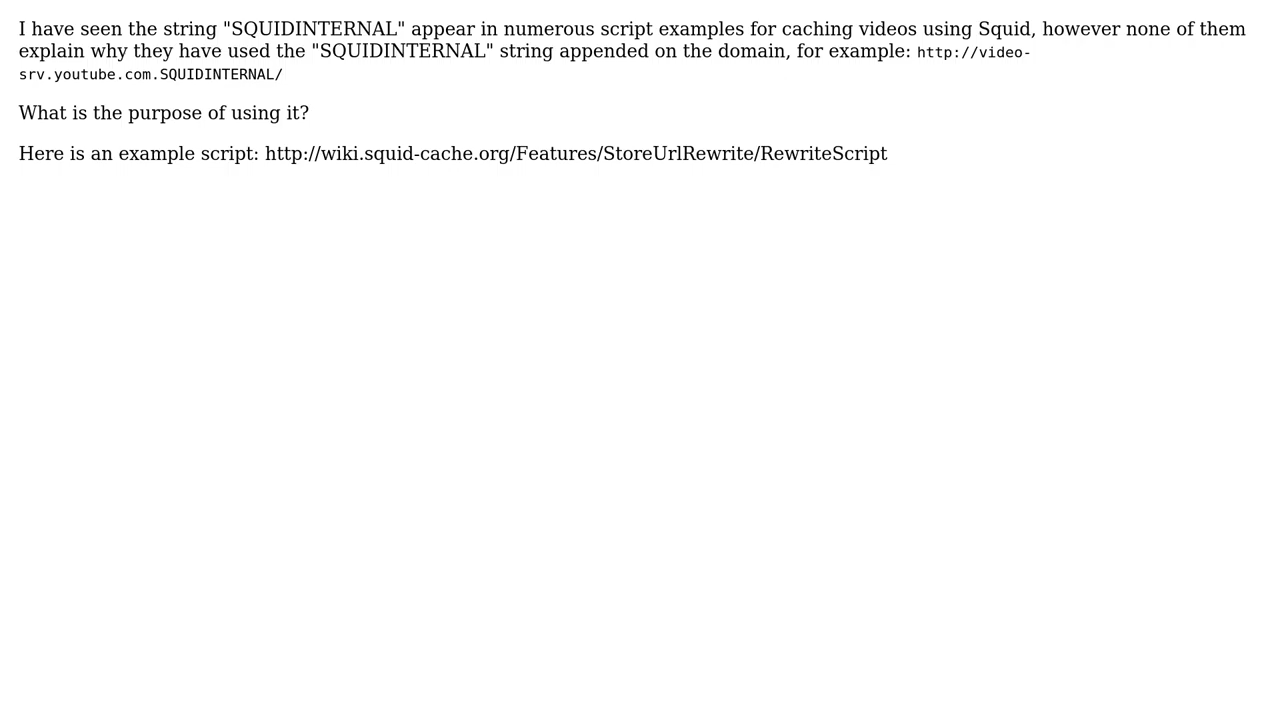 I have seen the string "SQUIDINTERNAL" appear in numerous script examples for caching videos using Squid, however none of them
explain why they have used the "SQUIDINTERNAL" string appended on the domain, for example: http://video-
srv.youtube.com.SQUIDINTERNAL/
What is the purpose of using it?
Here is an example script: http://wiki.squid-cache.org/Features/StoreUrlRewrite/RewriteScript